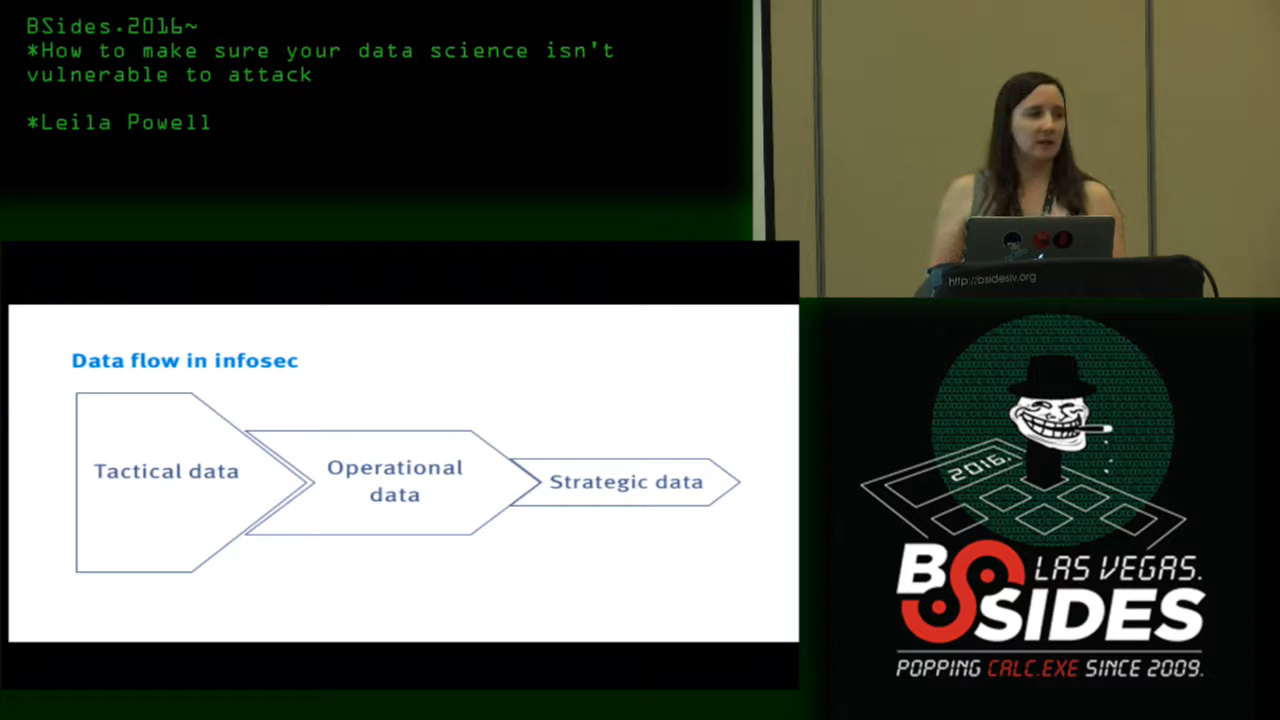 BSides.2016~
*How to make sure your data science isn't
vulnerable to attack
*Leila Powell
http://bsideslv.org
Data flow in infosec
Tactical data
Operational
data
Strategic data
2016.
BSIDES
LAS VEGAS.
POPPING CALC.EXE SINCE 2009.